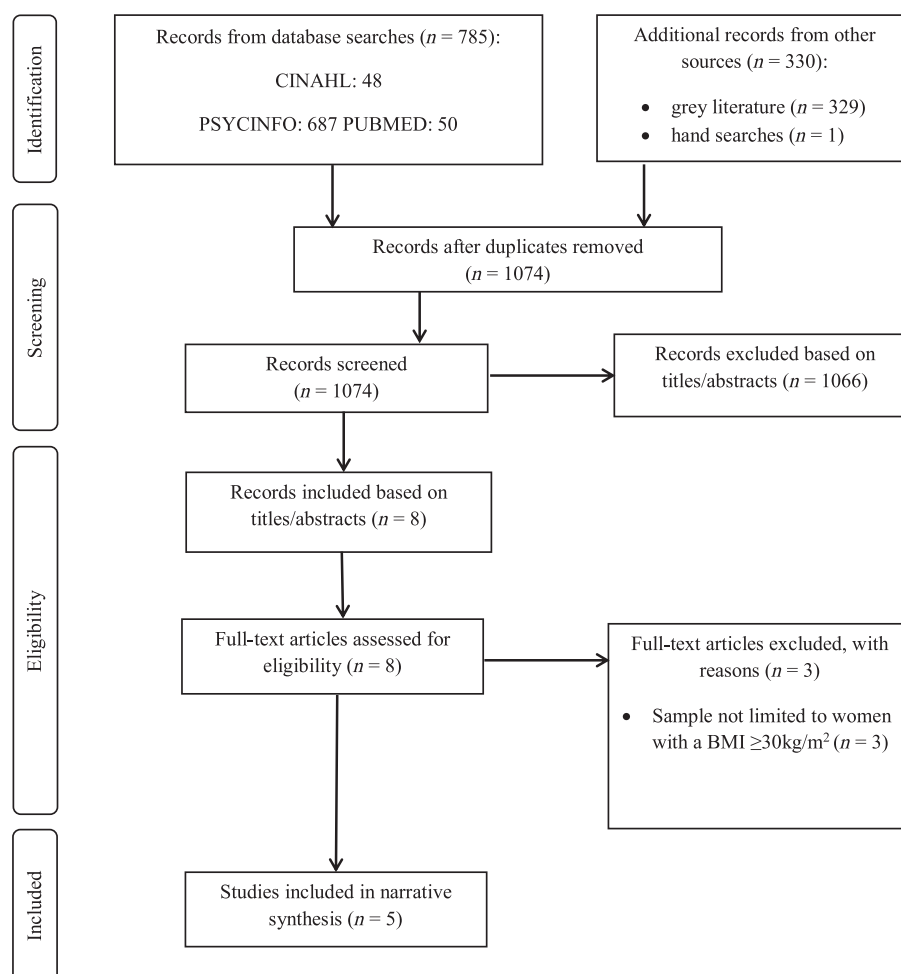 Identification
Records from database searches (n = 785):
CINAHL: 48
PSYCINFO: 687 PUBMED: 50
Additional records from other
sources (n = 330):
• grey literature (n = 329)
• hand searches (n = 1)
Screening
Records after duplicates removed
(n = 1074)
Records screened
(n = 1074)
Records excluded based on
titles/abstracts (n = 1066)
Eligibility
Records included based on
titles/abstracts (n = 8)
Full-text articles assessed for
eligibility (n = 8)
Full-text articles excluded, with
reasons (n = 3)
• Sample not limited to women
with a BMI ≥30kg/m² (n = 3)
Included
Studies included in narrative
synthesis (n = 5)